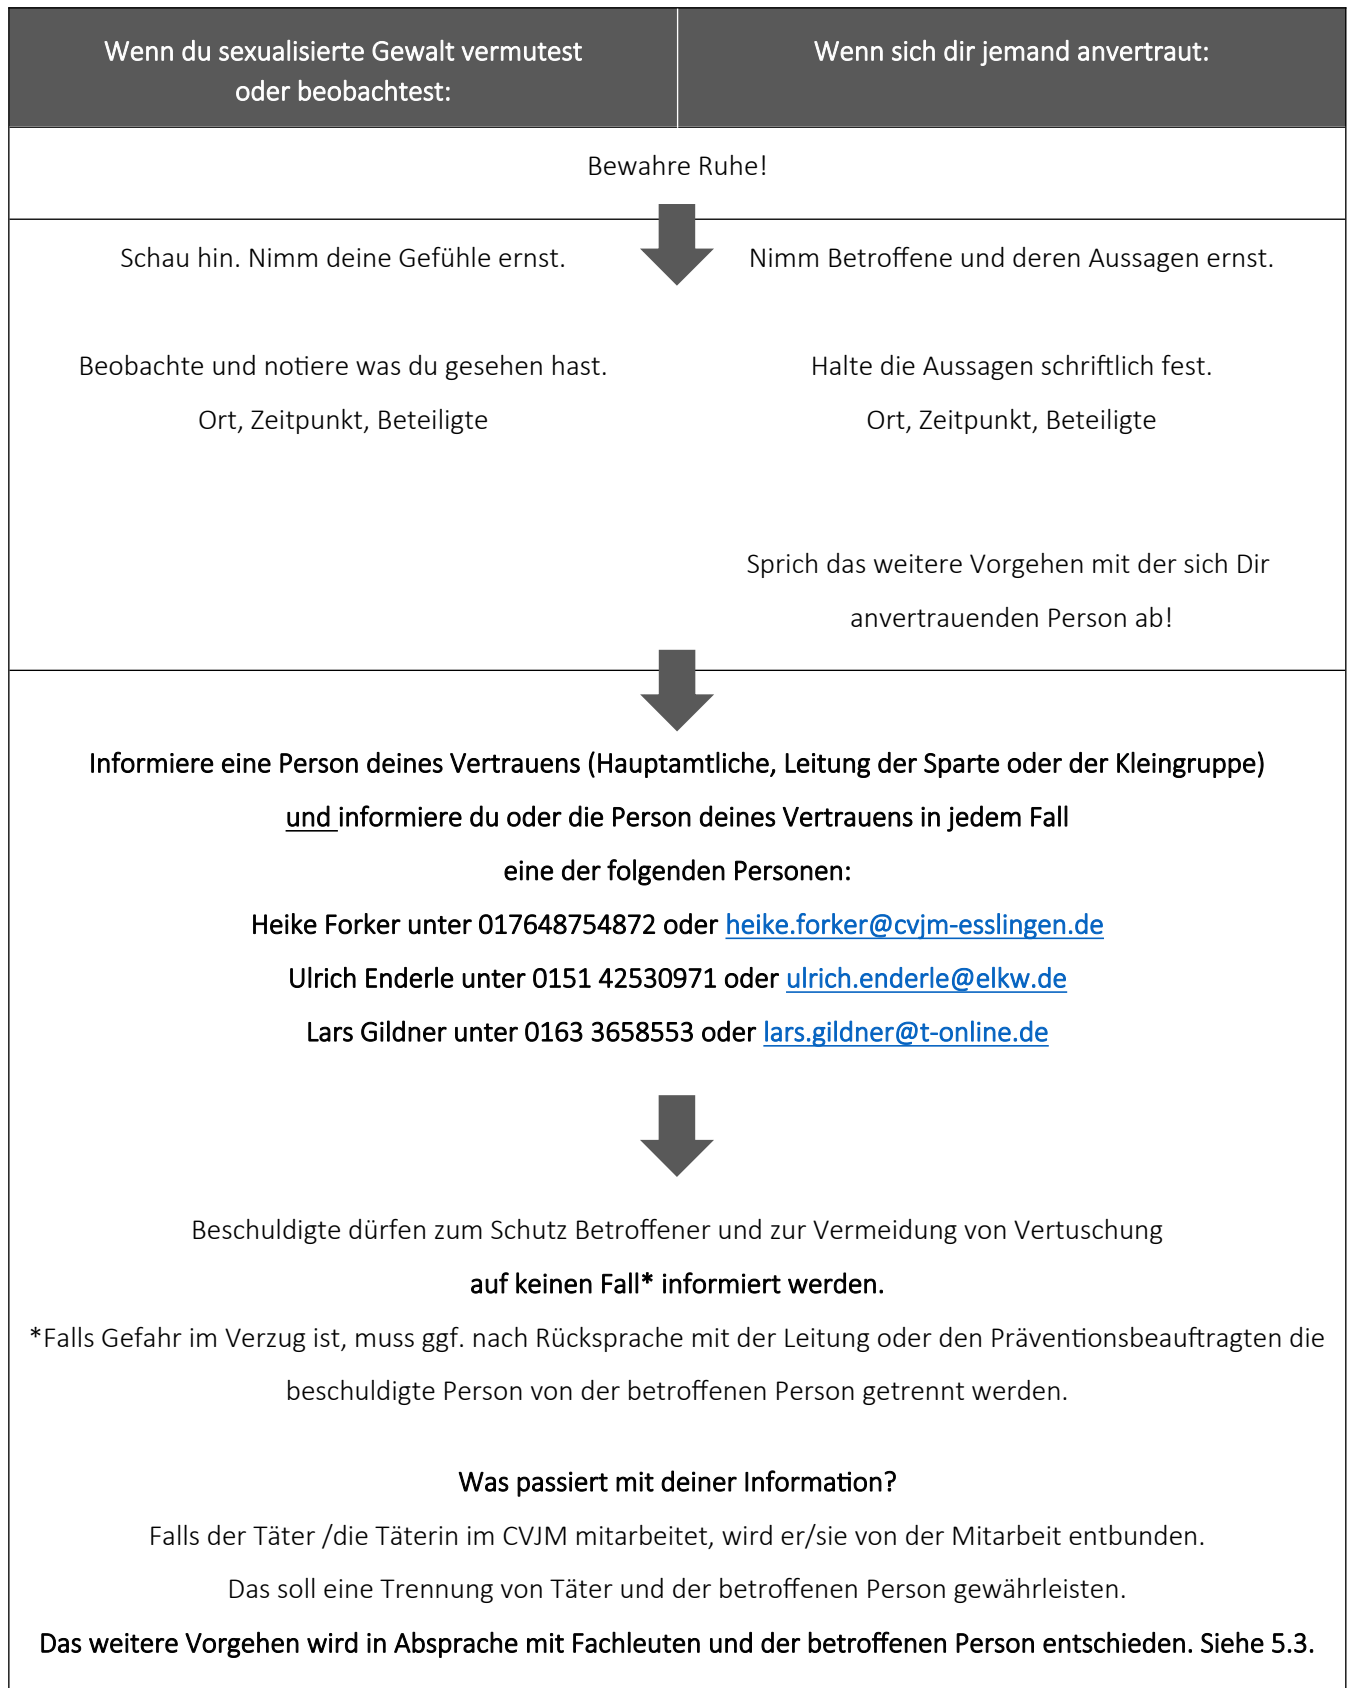 Wenn du sexualisierte Gewalt vermutest
oder beobachtest:
Wenn sich dir jemand anvertraut:
Bewahre Ruhe!
Schau hin. Nimm deine Gefühle ernst.
Beobachte und notiere was du gesehen hast.
Ort, Zeitpunkt, Beteiligte
Nimm Betroffene und deren Aussagen ernst.
Halte die Aussagen schriftlich fest.
Ort, Zeitpunkt, Beteiligte
Sprich das weitere Vorgehen mit der sich Dir
anvertrauenden Person ab!
Informiere eine Person deines Vertrauens (Hauptamtliche, Leitung der Sparte oder der Kleingruppe)
und informiere du oder die Person deines Vertrauens in jedem Fall
eine der folgenden Personen:
Heike Forker unter 017648754872 oder heike.forker@cvjm-esslingen.de
Ulrich Enderle unter 0151 42530971 oder ulrich.enderle@elkw.de
Lars Gildner unter 0163 3658553 oder lars.gildner@t-online.de
Beschuldigte dürfen zum Schutz Betroffener und zur Vermeidung von Vertuschung
auf keinen Fall* informiert werden.
*Falls Gefahr im Verzug ist, muss ggf. nach Rücksprache mit der Leitung oder den Präventionsbeauftragten die
beschuldigte Person von der betroffenen Person getrennt werden.
Was passiert mit deiner Information?
Falls der Täter /die Täterin im CVJM mitarbeitet, wird er/sie von der Mitarbeit entbunden.
Das soll eine Trennung von Täter und der betroffenen Person gewährleisten.
Das weitere Vorgehen wird in Absprache mit Fachleuten und der betroffenen Person entschieden. Siehe 5.3.